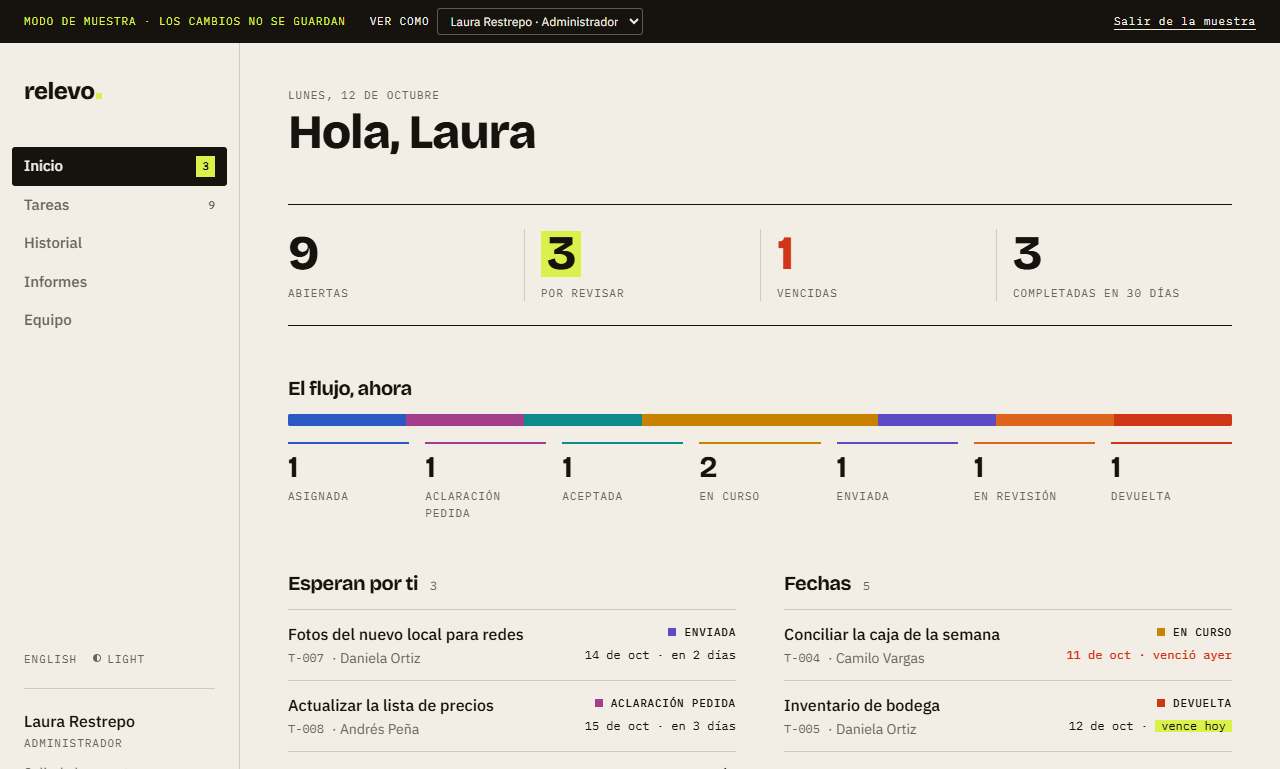 MODO DE MUESTRA · LOS CAMBIOS NO SE GUARDAN VER COMO Laura Restrepo · Administrador Salir de la muestra
relevo.
Inicio 3
Tareas 9
Historial
Informes
Equipo
ENGLISH LIGHT
Laura Restrepo
ADMINISTRADOR
LUNES, 12 DE OCTUBRE
Hola, Laura
9 3 1 3
ABIERTAS POR REVISAR VENCIDAS COMPLETADAS EN 30 DÍAS
El flujo, ahora
1 1 1 2 1 1 1
ASIGNADA ACLARACIÓN PEDIDA ACEPTADA EN CURSO ENVIADA EN REVISIÓN DEVUELTA
Esperan por ti 3
Fotos del nuevo local para redes ENVIADA
T-007 · Daniela Ortiz 14 de oct · en 2 días
Actualizar la lista de precios ACLARACIÓN PEDIDA
T-008 · Andrés Peña 15 de oct · en 3 días
Fechas 5
Conciliar la caja de la semana EN CURSO
T-004 · Camilo Vargas 11 de oct · venció ayer
Inventario de bodega DEVUELTA
T-005 · Daniela Ortiz 12 de oct · vence hoy